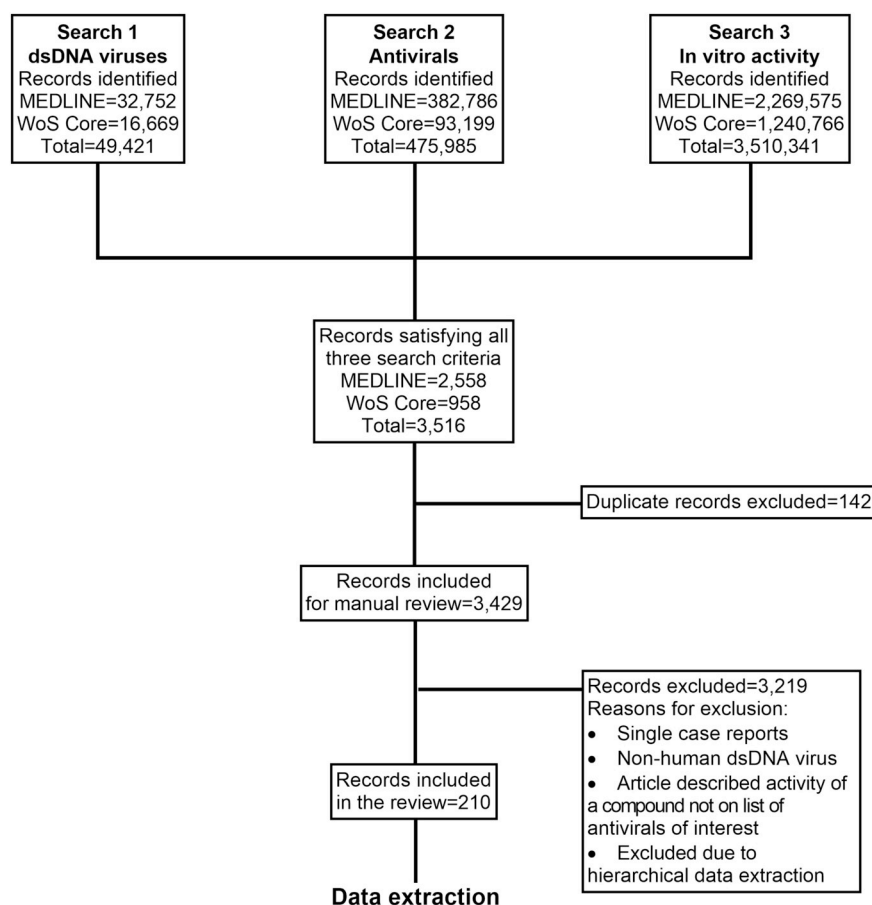 Search 1
dsDNA viruses
Records identified
MEDLINE=32,752
WoS Core=16,669
Total=49,421
Search 2
Antivirals
Records identified
MEDLINE=382,786
WoS Core=93,199
Total=475,985
Search 3
In vitro activity
Records identified
MEDLINE=2,269,575
WoS Core=1,240,766
Total=3,510,341
Records satisfying all
three search criteria
MEDLINE=2,558
WoS Core=958
Total=3,516
Duplicate records excluded=142
Records included
for manual review=3,429
Records excluded=3,219
Reasons for exclusion:
• Single case reports
• Non-human dsDNA virus
• Article described activity of
a compound not on list of
antivirals of interest
• Excluded due to
hierarchical data extraction
Records included
in the review=210
Data extraction